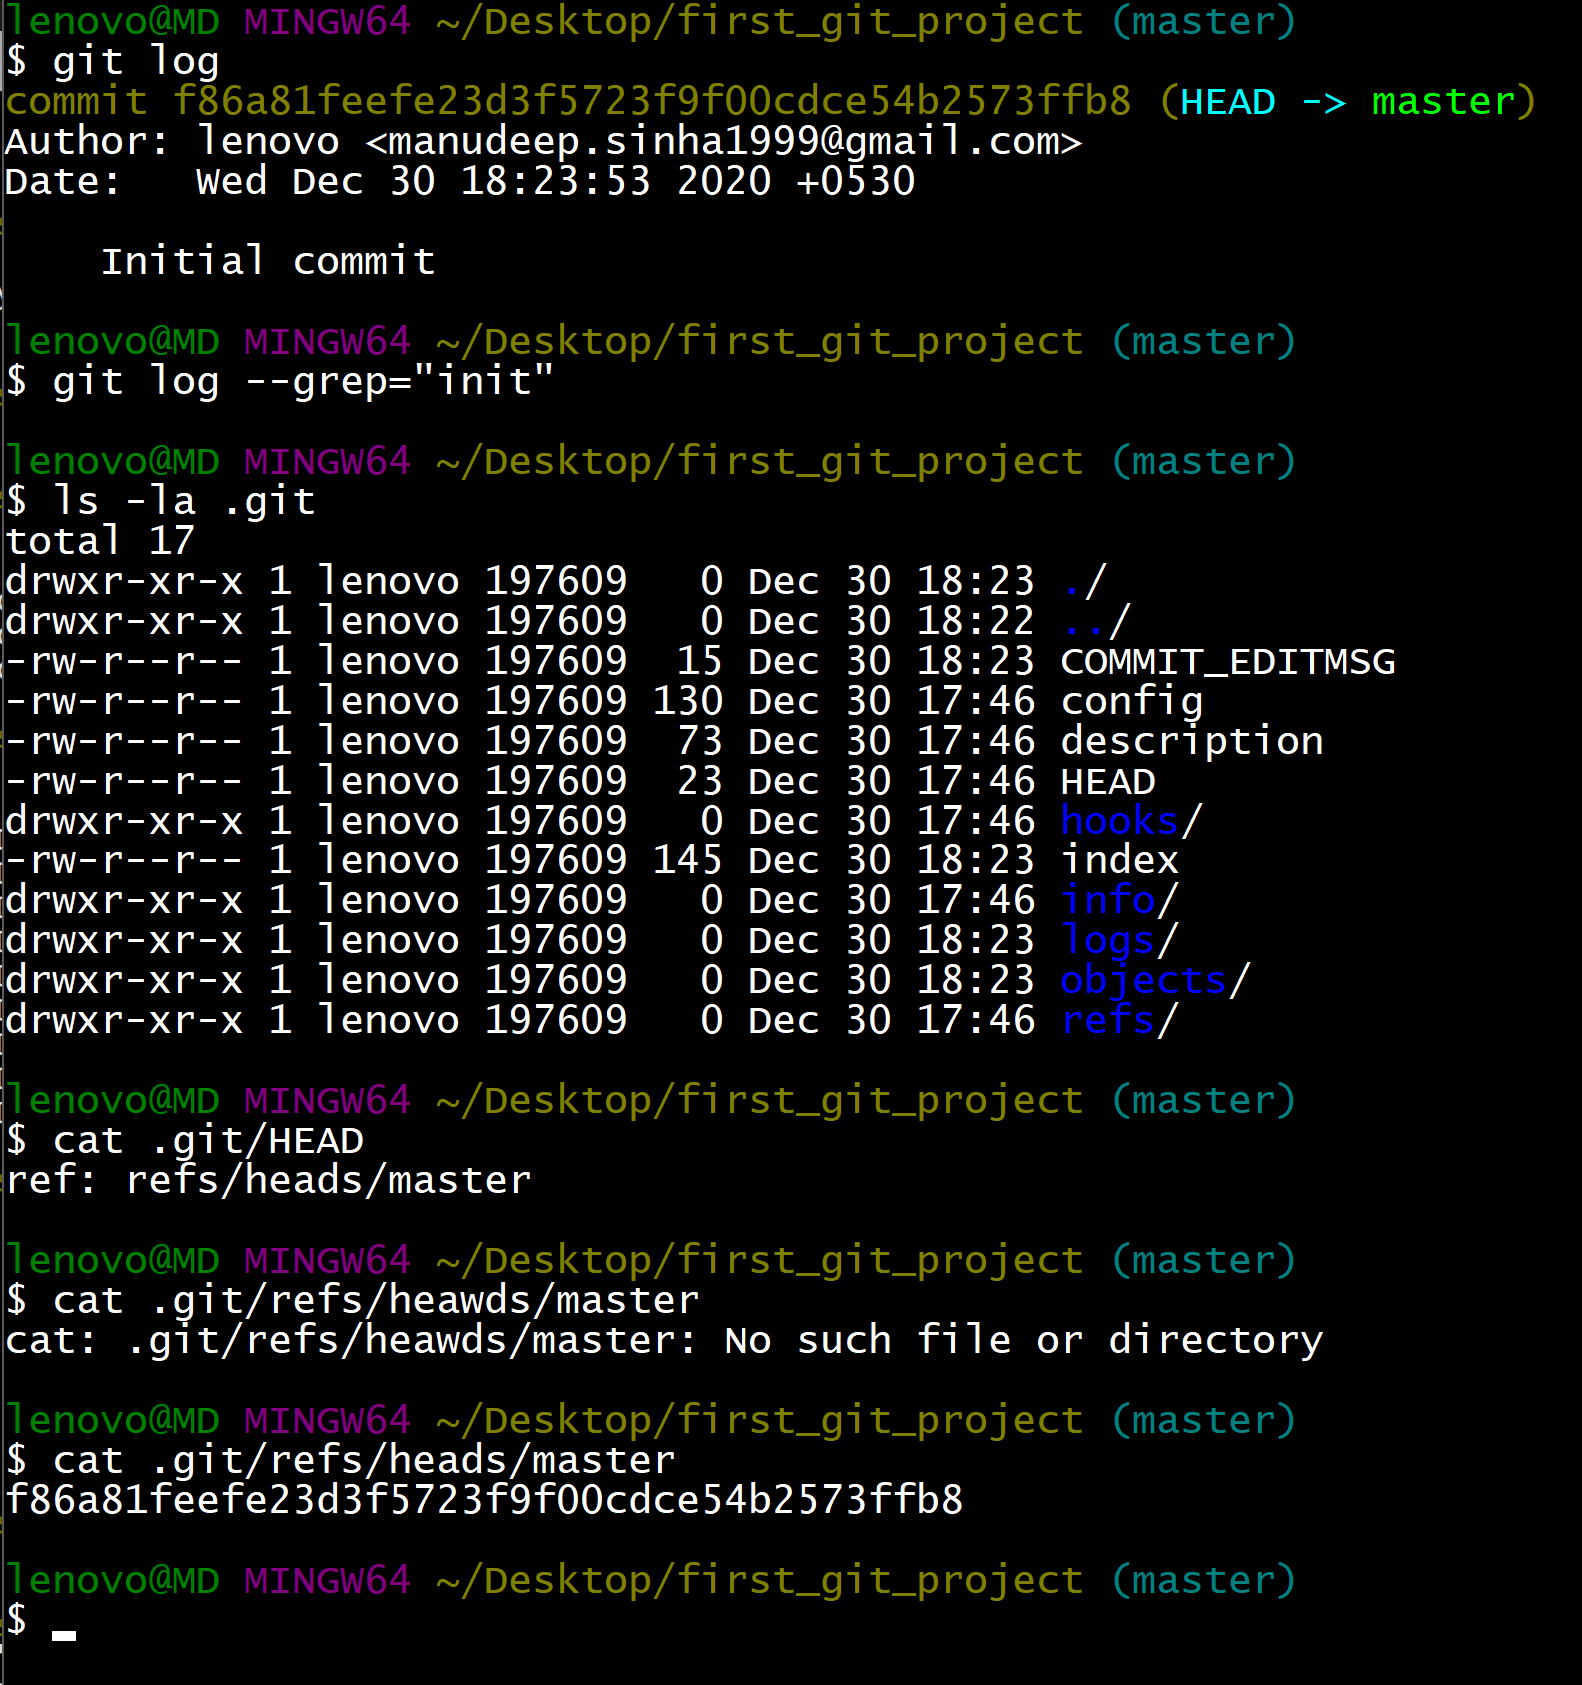 lenovo@MD MINGW64 ~/Desktop/first_git_project (master)
$ git log
commit f86a81feefe23d3f5723f9f00cdce54b2573ffb8 (HEAD -> master)
Author: lenovo <manudeep.sinha1999@gmail.com>
Date:   Wed Dec 30 18:23:53 2020 +0530
    Initial commit
lenovo@MD MINGW64 ~/Desktop/first_git_project (master)
$ git log --grep="init"
lenovo@MD MINGW64 ~/Desktop/first_git_project (master)
$ ls -la .git
total 17
drwxr-xr-x 1 lenovo 197609   0 Dec 30 18:23 ./
drwxr-xr-x 1 lenovo 197609   0 Dec 30 18:22 ../
-rw-r--r-- 1 lenovo 197609  15 Dec 30 18:23 COMMIT_EDITMSG
-rw-r--r-- 1 lenovo 197609 130 Dec 30 17:46 config
-rw-r--r-- 1 lenovo 197609  73 Dec 30 17:46 description
-rw-r--r-- 1 lenovo 197609  23 Dec 30 17:46 HEAD
drwxr-xr-x 1 lenovo 197609   0 Dec 30 17:46 hooks/
-rw-r--r-- 1 lenovo 197609 145 Dec 30 18:23 index
drwxr-xr-x 1 lenovo 197609   0 Dec 30 17:46 info/
drwxr-xr-x 1 lenovo 197609   0 Dec 30 18:23 logs/
drwxr-xr-x 1 lenovo 197609   0 Dec 30 18:23 objects/
drwxr-xr-x 1 lenovo 197609   0 Dec 30 17:46 refs/
lenovo@MD MINGW64 ~/Desktop/first_git_project (master)
$ cat .git/HEAD
ref: refs/heads/master
lenovo@MD MINGW64 ~/Desktop/first_git_project (master)
$ cat .git/refs/heawds/master
cat: .git/refs/heawds/master: No such file or directory
lenovo@MD MINGW64 ~/Desktop/first_git_project (master)
$ cat .git/refs/heads/master
f86a81feefe23d3f5723f9f00cdce54b2573ffb8
lenovo@MD MINGW64 ~/Desktop/first_git_project (master)
$